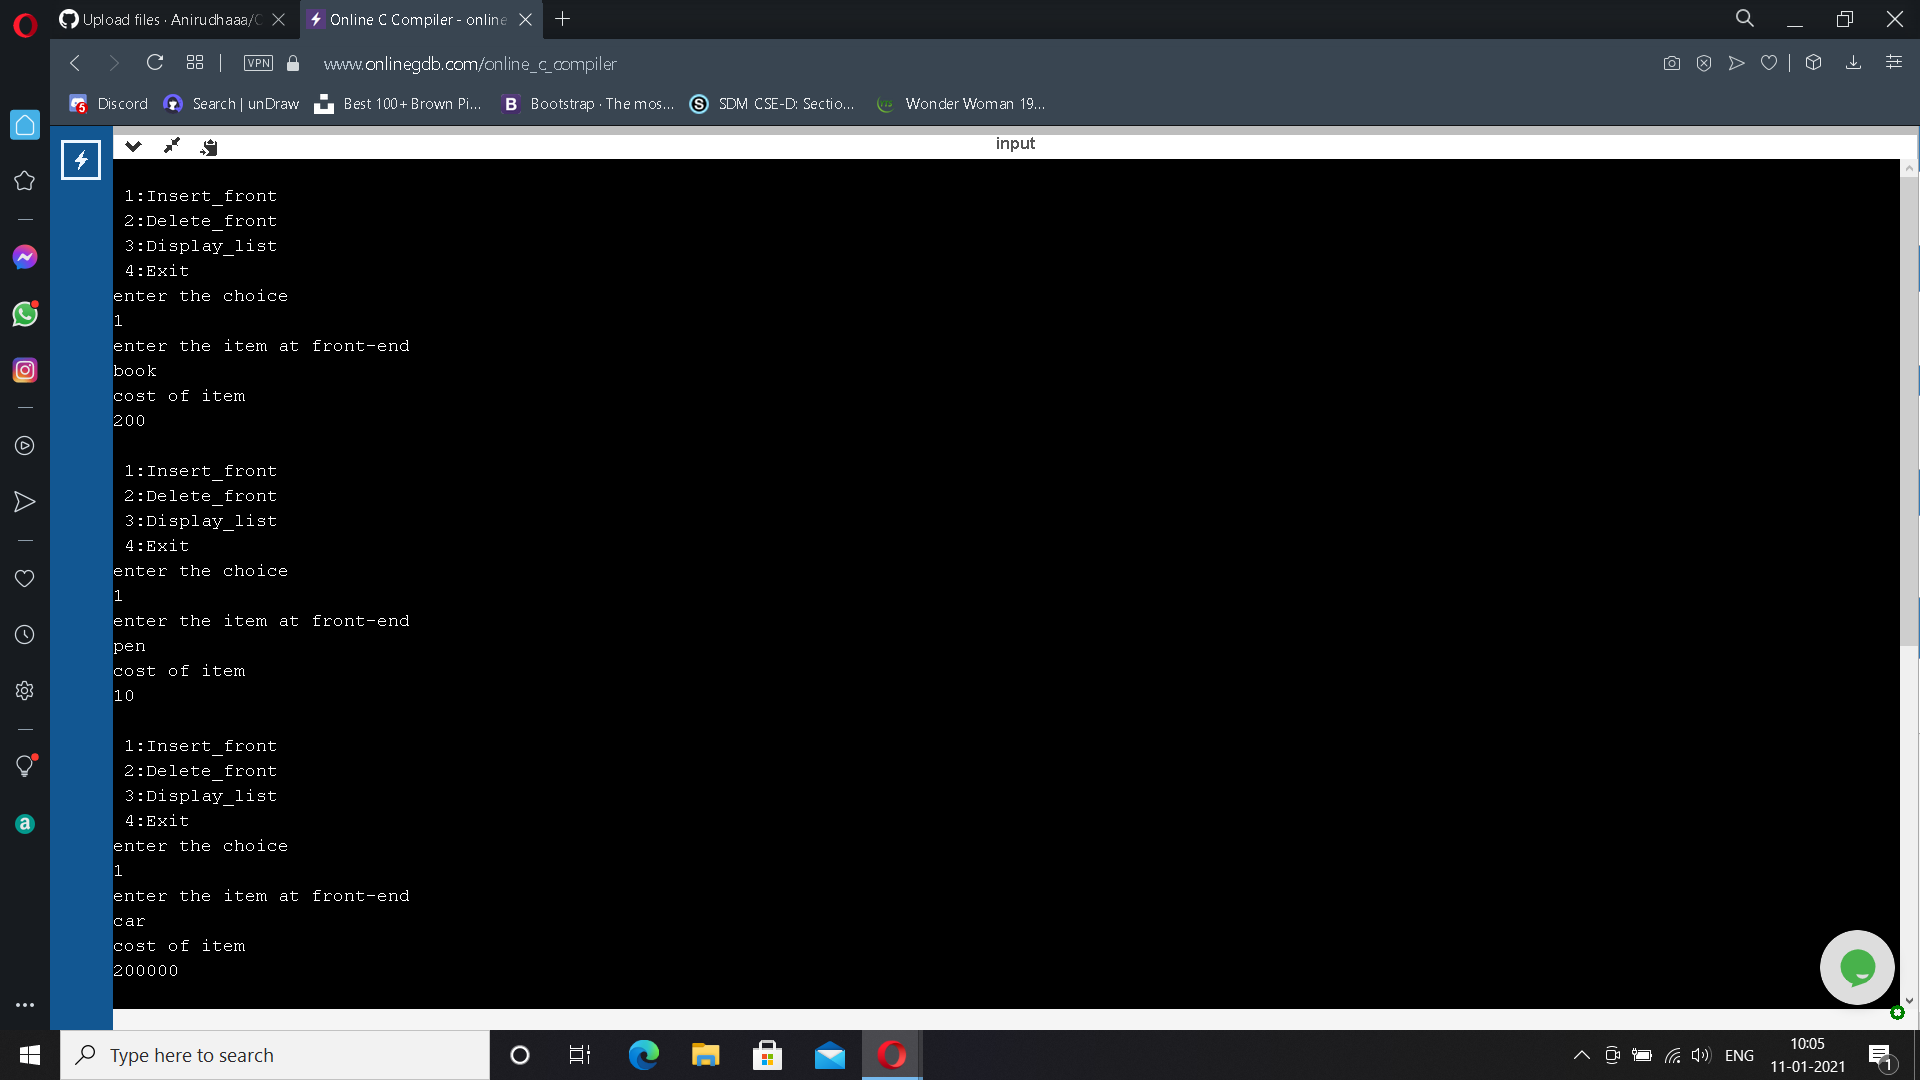 Upload files · Anirudhaaa/C
Online C Compiler - online
VPN
www.onlinegdb.com/online_c_compiler
5
Discord
Search | unDraw
Best 100+ Brown Pi...
B
Bootstrap · The mos...
S
SDM CSE-D: Sectio...
Wonder Woman 19...
input
1:Insert_front
2:Delete_front
3:Display_list
4:Exit
enter the choice
1
enter the item at front-end
book
cost of item
200
1:Insert_front
2:Delete_front
3:Display_list
4:Exit
enter the choice
1
enter the item at front-end
pen
cost of item
10
1:Insert_front
2:Delete_front
3:Display_list
4:Exit
enter the choice
1
enter the item at front-end
car
cost of item
200000
a
Type here to search
ENG
10:05
11-01-2021
1